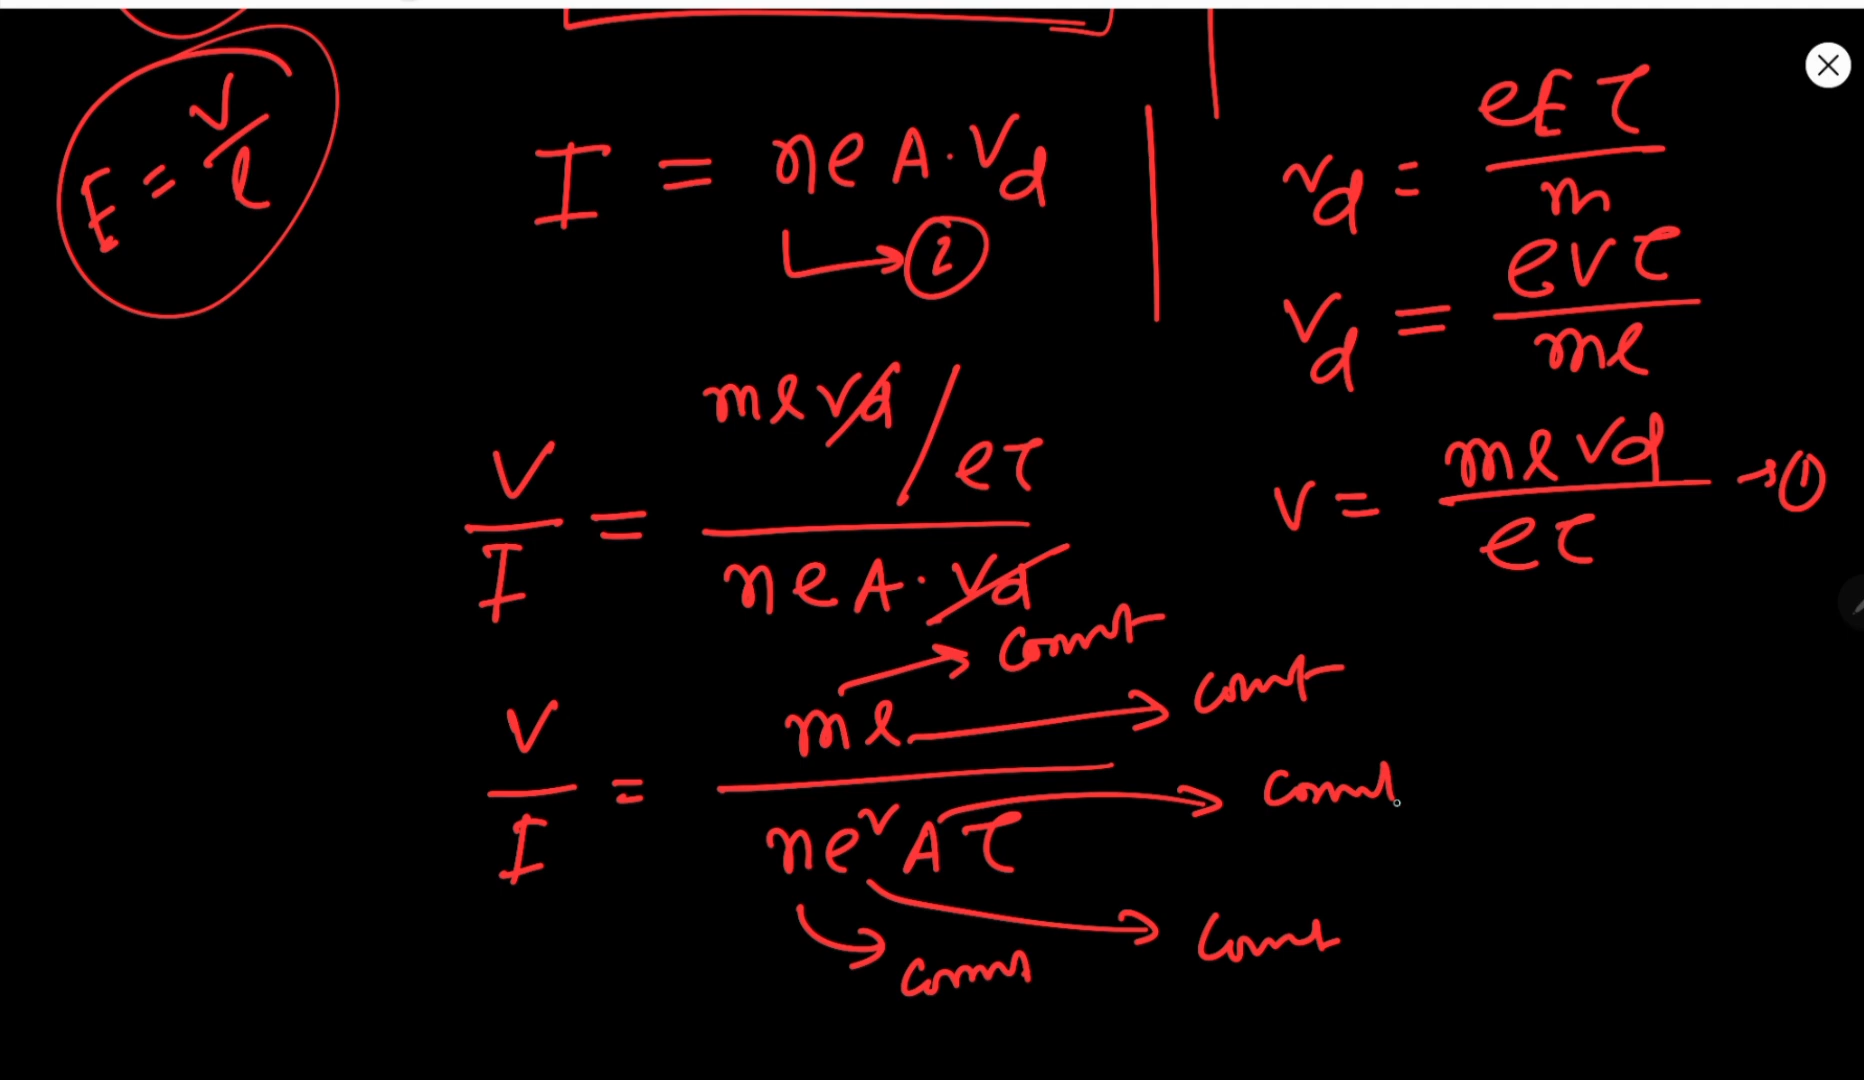 E = V/l
I = neA.Vd
→ 2
vd = eEτ/m
Vd = eVτ/ml
V = mlvd/eτ → 1
V/I = mlvd/eτ / neA.Vd
→ const
V/I = ml/ne²Aτ
→ const
→ const
→ const
→ cons